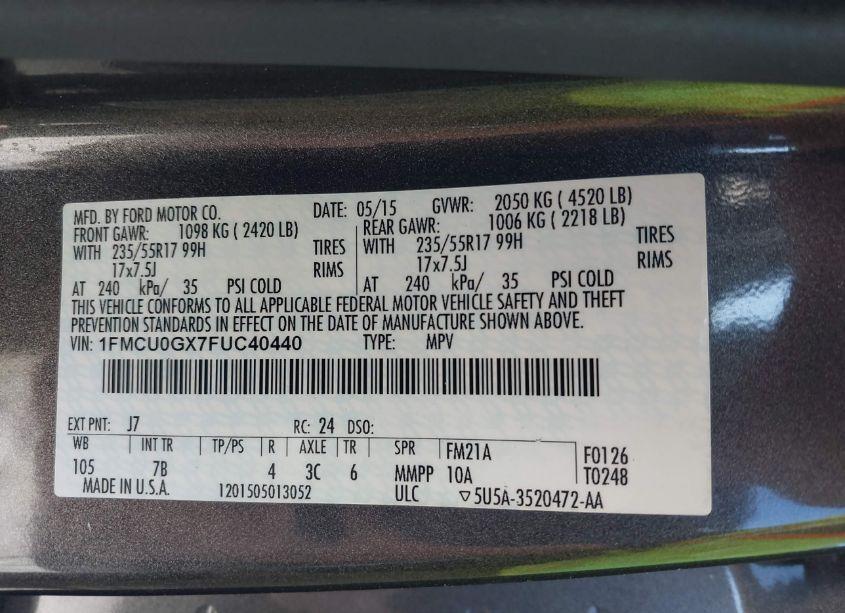 MFD. BY FORD MOTOR CO. DATE: 05/15 GVWR: 2050 KG ( 4520 LB)
FRONT GAWR: 1098 KG ( 2420 LB) REAR GAWR: 1006 KG ( 2218 LB)
WITH 235/55R17 99H TIRES WITH 235/55R17 99H TIRES
17x7.5J RIMS 17x7.5J RIMS
AT 240 kPa/ 35 PSI COLD AT 240 kPa/ 35 PSI COLD
THIS VEHICLE CONFORMS TO ALL APPLICABLE FEDERAL MOTOR VEHICLE SAFETY AND THEFT
PREVENTION STANDARDS IN EFFECT ON THE DATE OF MANUFACTURE SHOWN ABOVE.
VIN: 1FMCU0GX7FUC40440 TYPE: MPV
EXT PNT: J7 RC: 24 DSO:
WB INT TR TP/PS R AXLE TR SPR FM21A F0126
105 7B 4 3C 6 MMPP 10A T0248
MADE IN U.S.A. 1201505013052 ULC ▽5U5A-3520472-AA